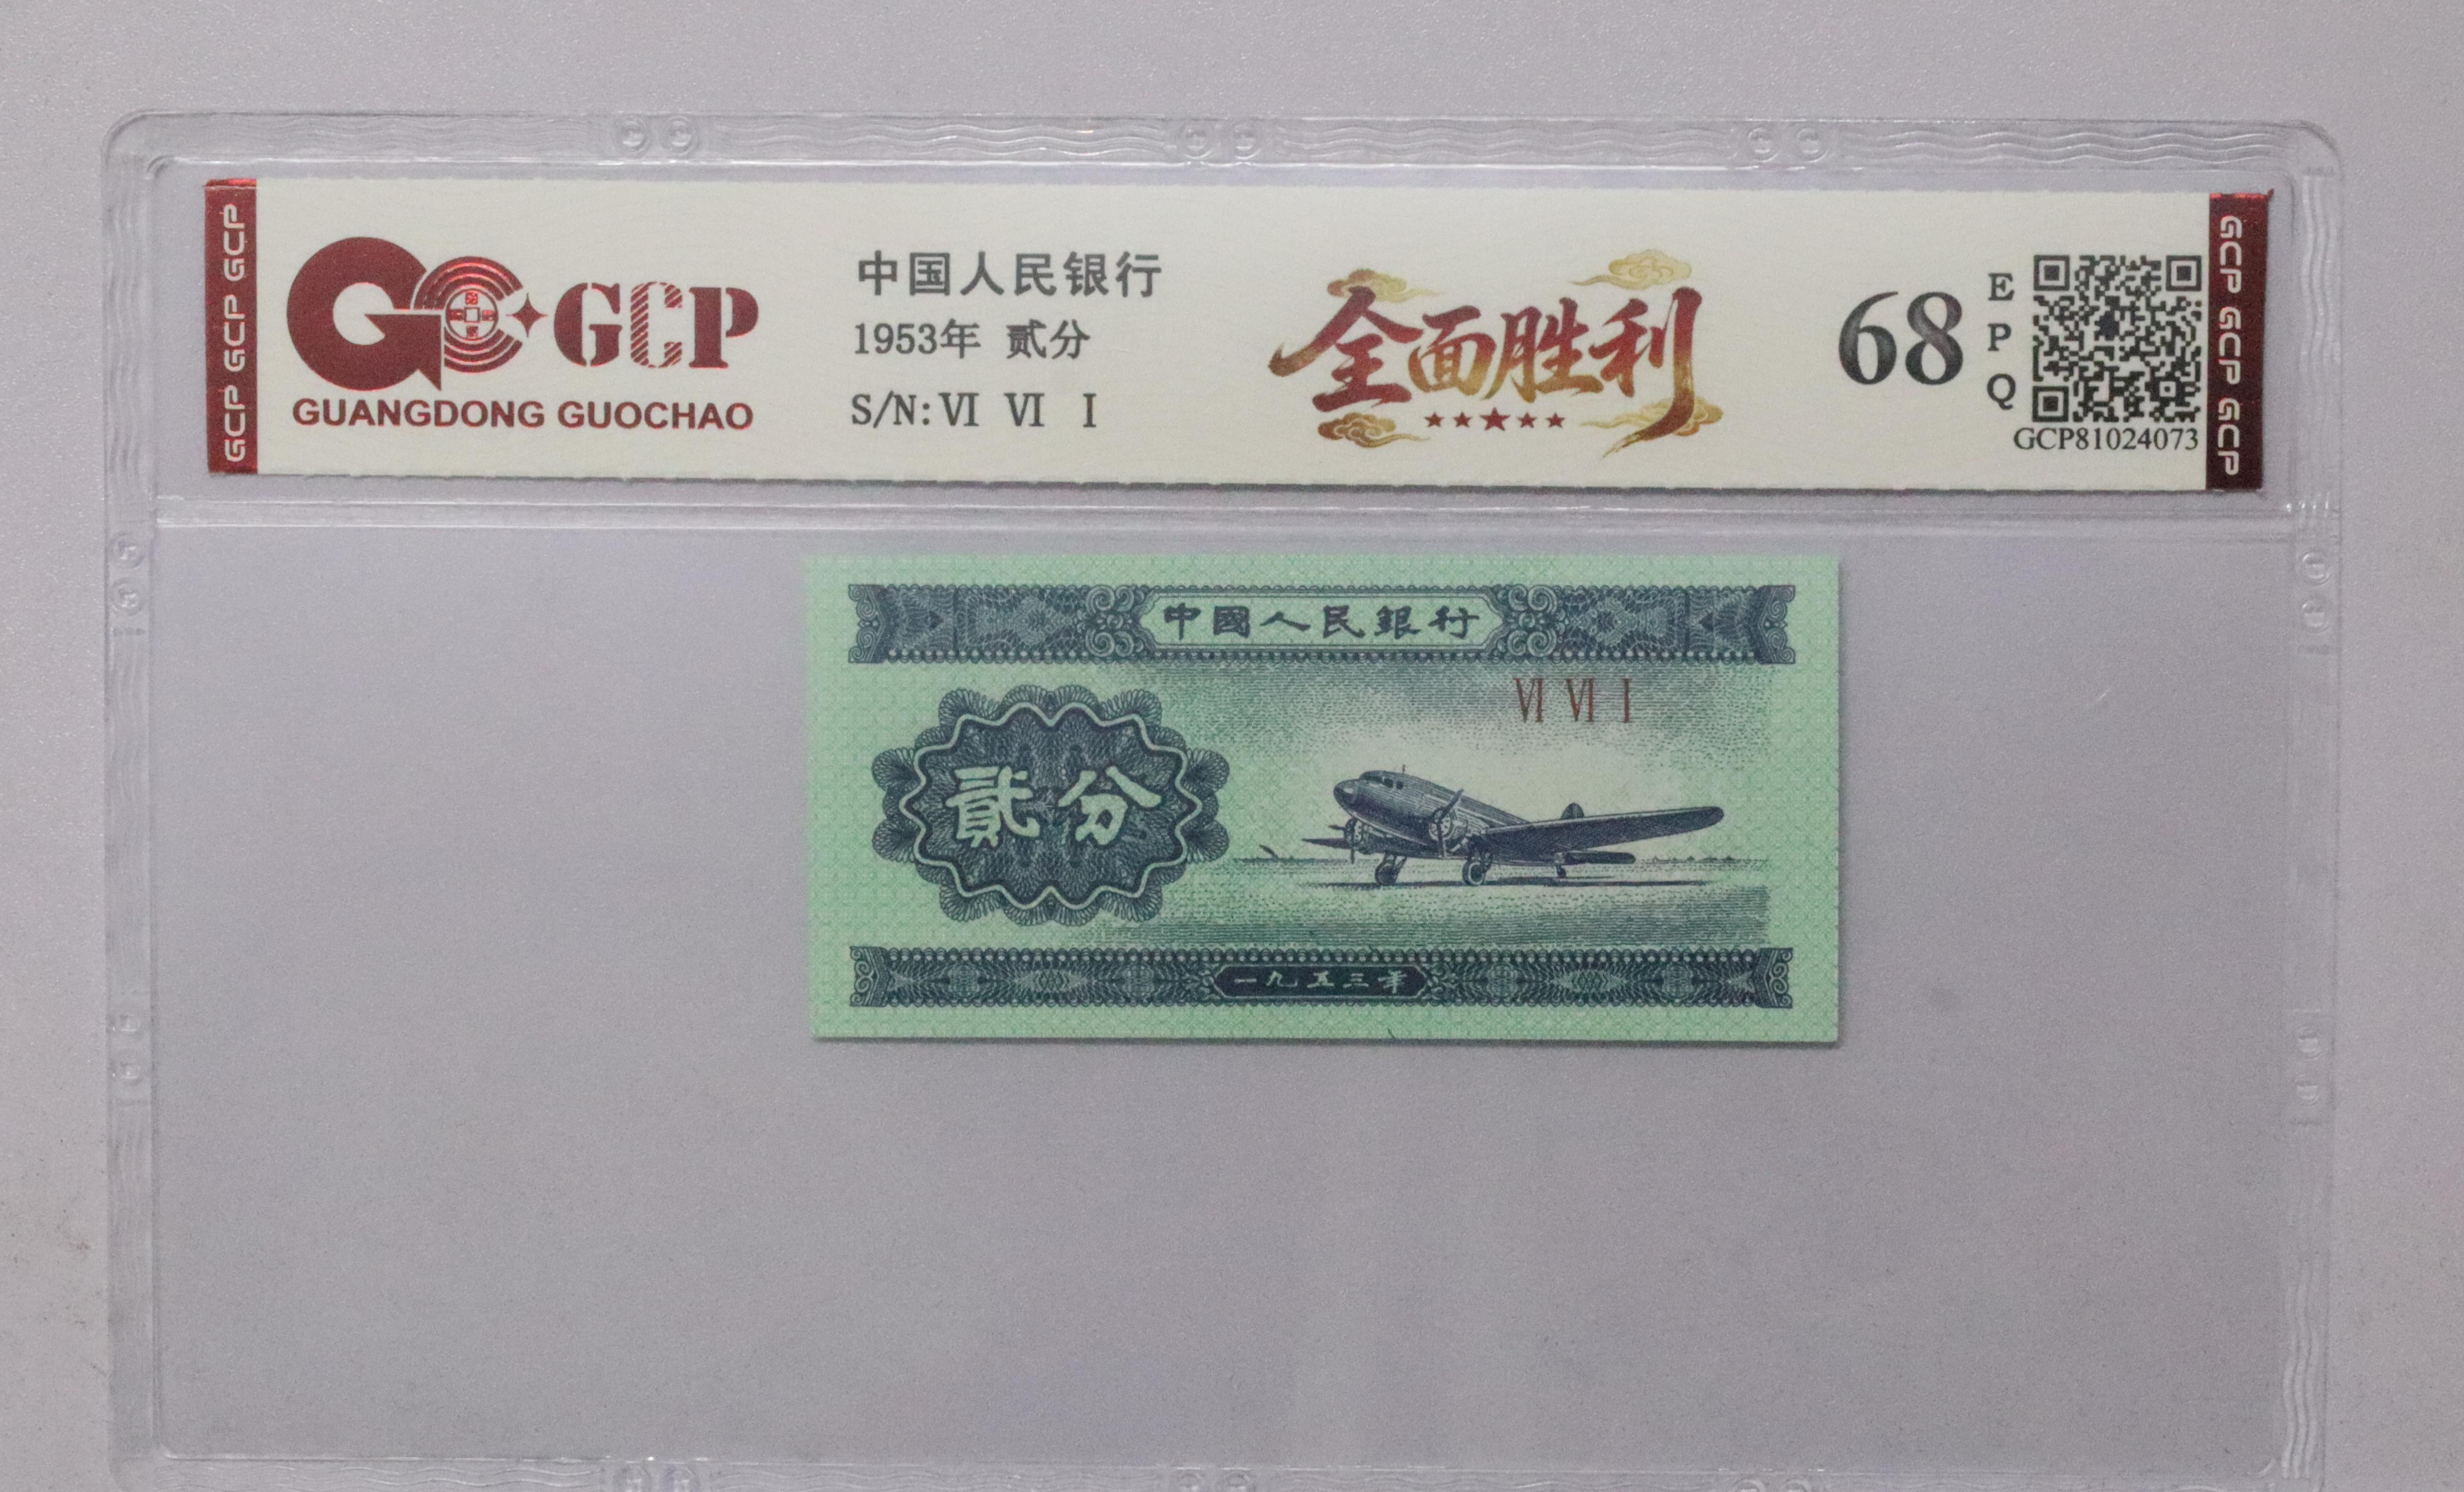 GCP GCP GCP
GCP
GUANGDONG GUOCHAO
中国人民银行
1953年 贰分
S/N: Ⅵ Ⅵ Ⅰ
全面胜利
68
EPQ
GCP81024073
GCP GCP GCP
中國人民銀行
Ⅵ Ⅵ Ⅰ
貳分
一九五三年